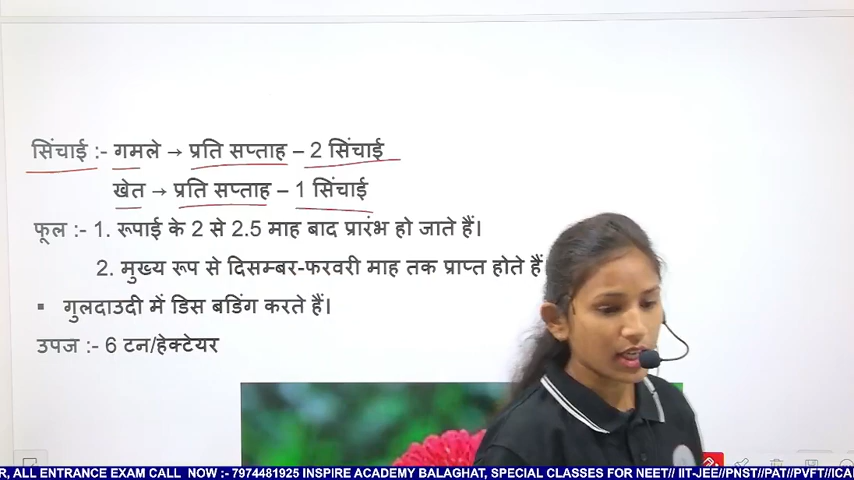 सिंचाई :- गमले → प्रति सप्ताह – 2 सिंचाई
खेत → प्रति सप्ताह – 1 सिंचाई
फूल :- 1. रूपाई के 2 से 2.5 माह बाद प्रारंभ हो जाते हैं।
2. मुख्य रूप से दिसम्बर-फरवरी माह तक प्राप्त होते हैं
▪ गुलदाउदी में डिस बडिंग करते हैं।
उपज :- 6 टन/हेक्टेयर
R, ALL ENTRANCE EXAM CALL NOW :- 7974481925 INSPIRE ACADEMY BALAGHAT, SPECIAL CLASSES FOR NEET// IIT-JEE//PNST//PAT//PVFT//ICA